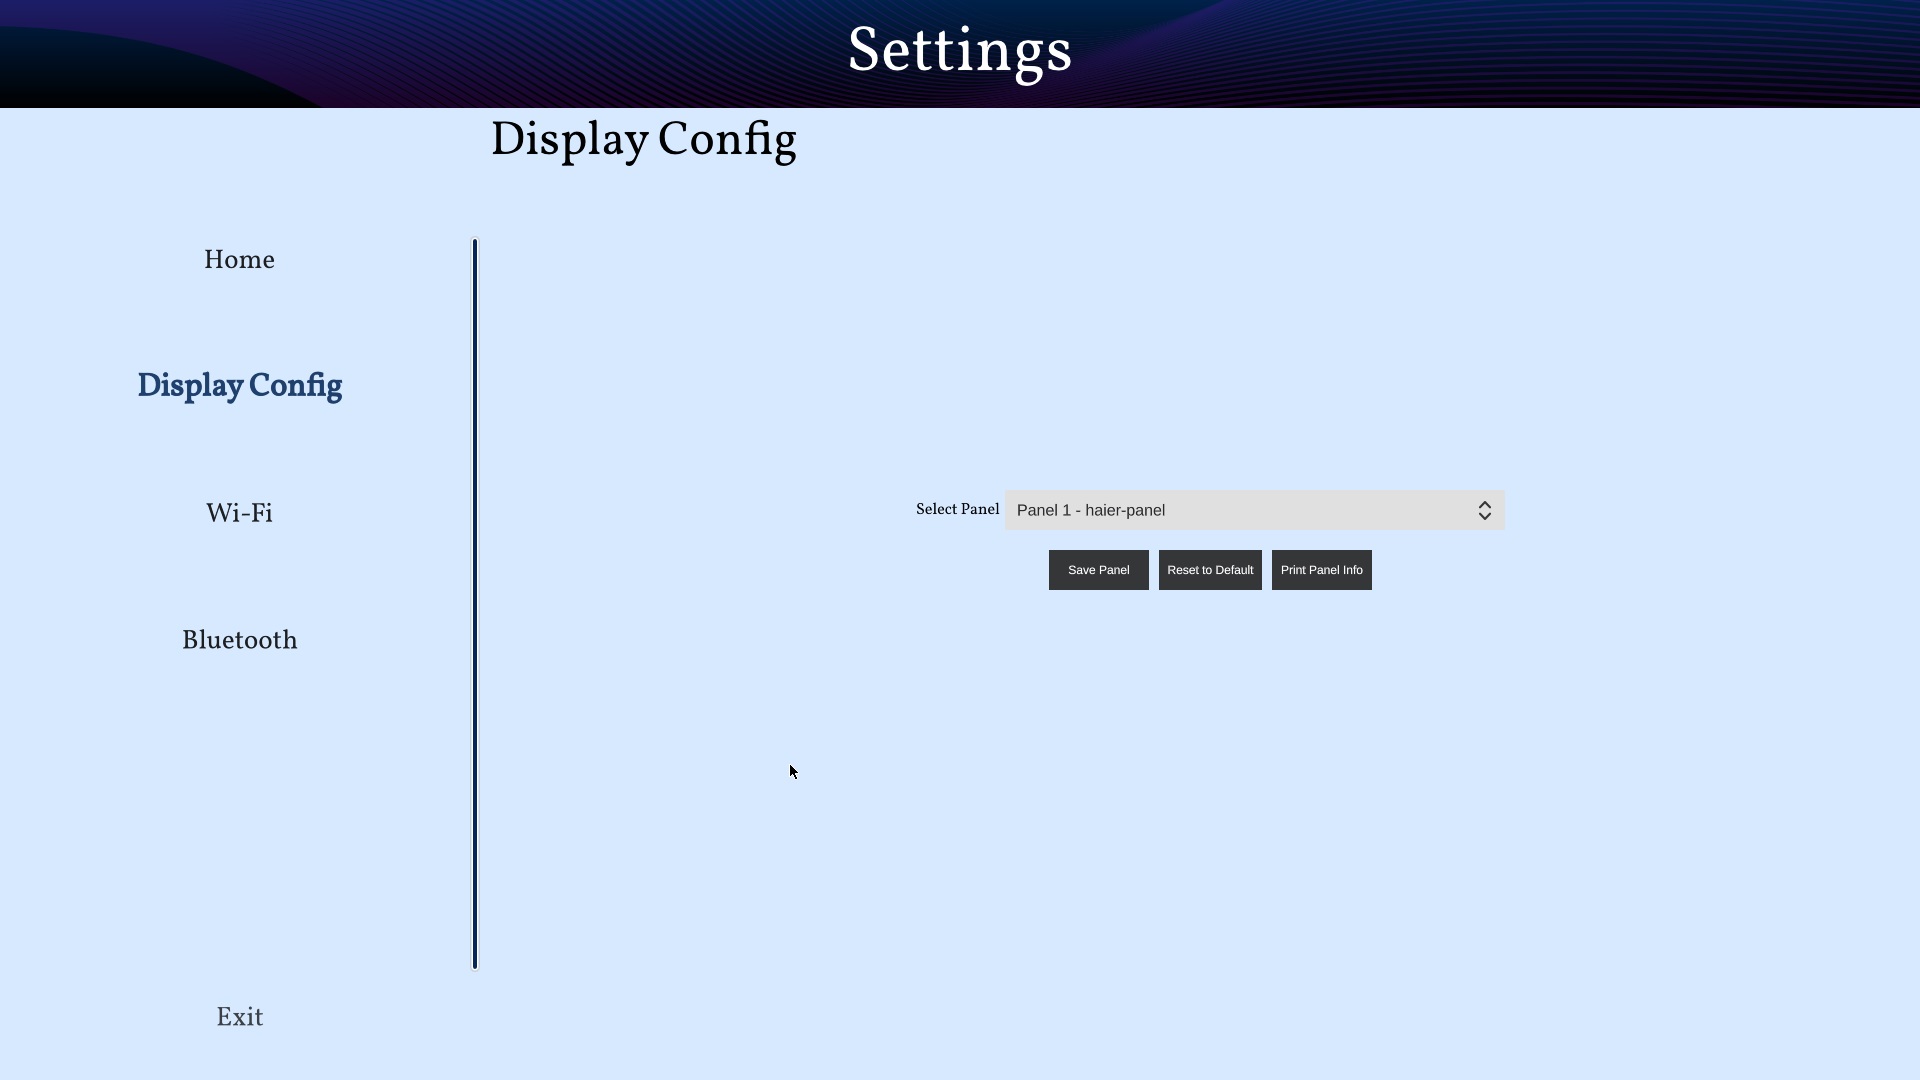 Settings
Display Config
Home
Display Config
Wi-Fi
Bluetooth
Exit
Select Panel Panel 1 - haier-panel
Save Panel Reset to Default Print Panel Info